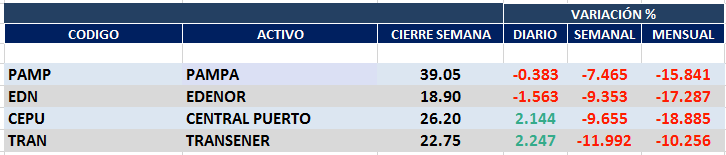 VARIACIÓN %
CODIGO ACTIVO CIERRE SEMANA DIARIO SEMANAL MENSUAL
PAMP PAMPA 39.05 -0.383 -7.465 -15.841
EDN EDENOR 18.90 -1.563 -9.353 -17.287
CEPU CENTRAL PUERTO 26.20 2.144 -9.655 -18.885
TRAN TRANSENER 22.75 2.247 -11.992 -10.256